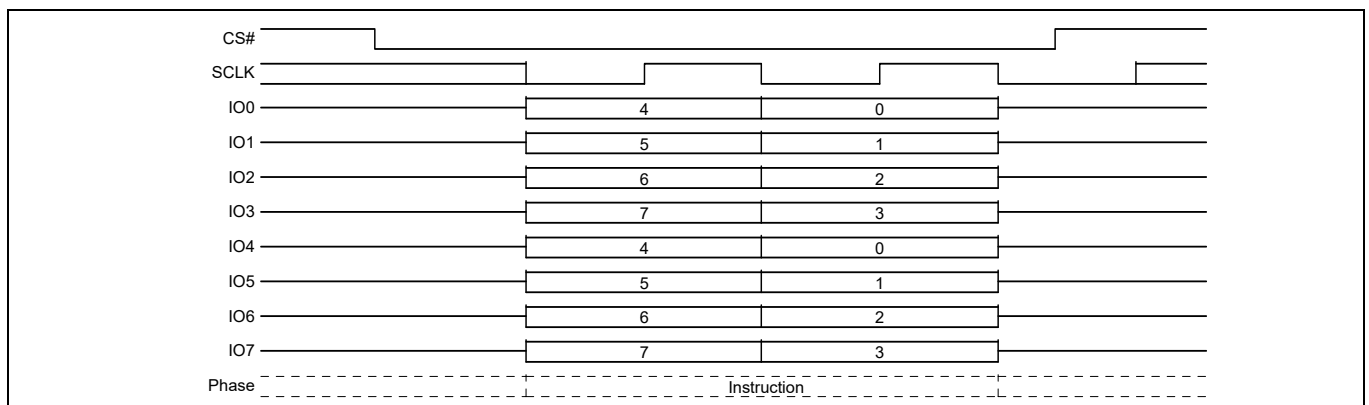 CS#
SCLK
IO0 4 0
IO1 5 1
IO2 6 2
IO3 7 3
IO4 4 0
IO5 5 1
IO6 6 2
IO7 7 3
Phase Instruction